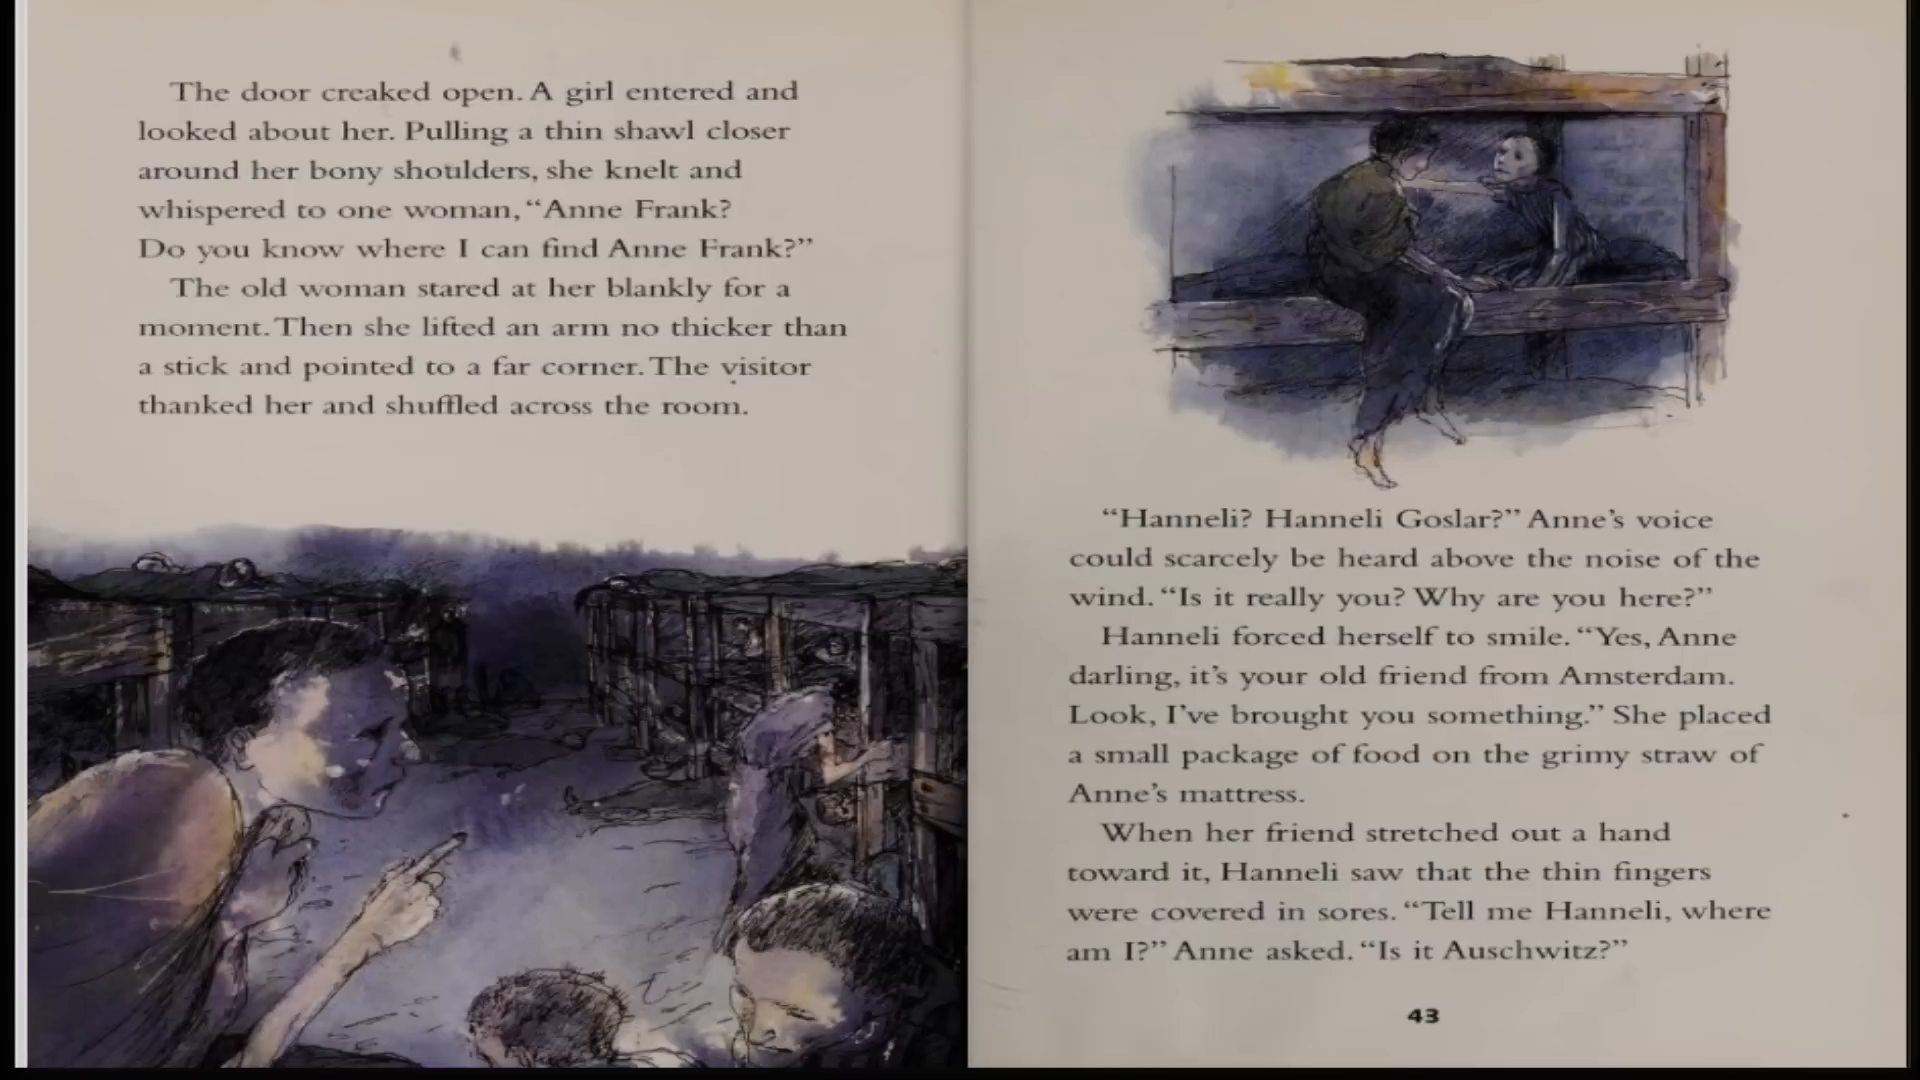 The door creaked open. A girl entered and
looked about her. Pulling a thin shawl closer
around her bony shoulders, she knelt and
whispered to one woman, “Anne Frank?
Do you know where I can find Anne Frank?”
The old woman stared at her blankly for a
moment. Then she lifted an arm no thicker than
a stick and pointed to a far corner. The visitor
thanked her and shuffled across the room.
“Hanneli? Hanneli Goslar?” Anne’s voice
could scarcely be heard above the noise of the
wind. “Is it really you? Why are you here?”
Hanneli forced herself to smile. “Yes, Anne
darling, it’s your old friend from Amsterdam.
Look, I’ve brought you something.” She placed
a small package of food on the grimy straw of
Anne’s mattress.
When her friend stretched out a hand
toward it, Hanneli saw that the thin fingers
were covered in sores. “Tell me Hanneli, where
am I?” Anne asked. “Is it Auschwitz?”
43